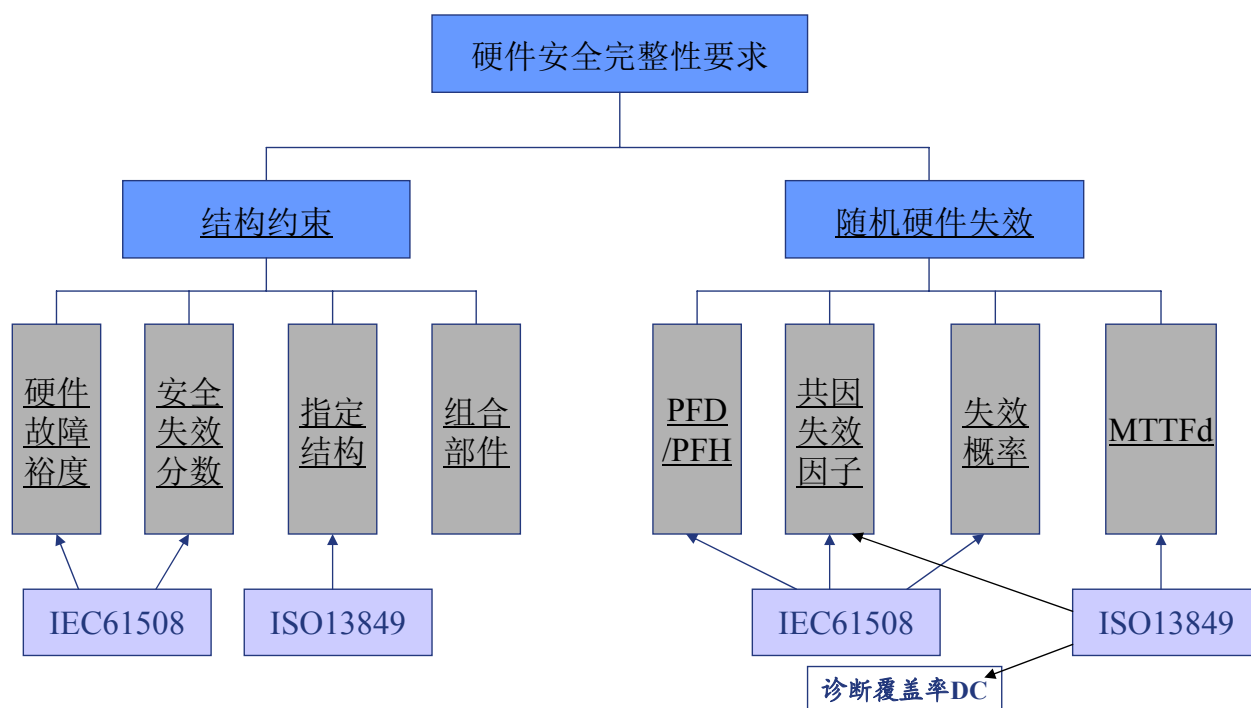 硬件安全完整性要求
结构约束
随机硬件失效
硬件
故障
裕度
安全
失效
分数
指定
结构
组合
部件
PFD
/PFH
共因
失效
因子
失效
概率
MTTFd
IEC61508
ISO13849
IEC61508
ISO13849
诊断覆盖率DC